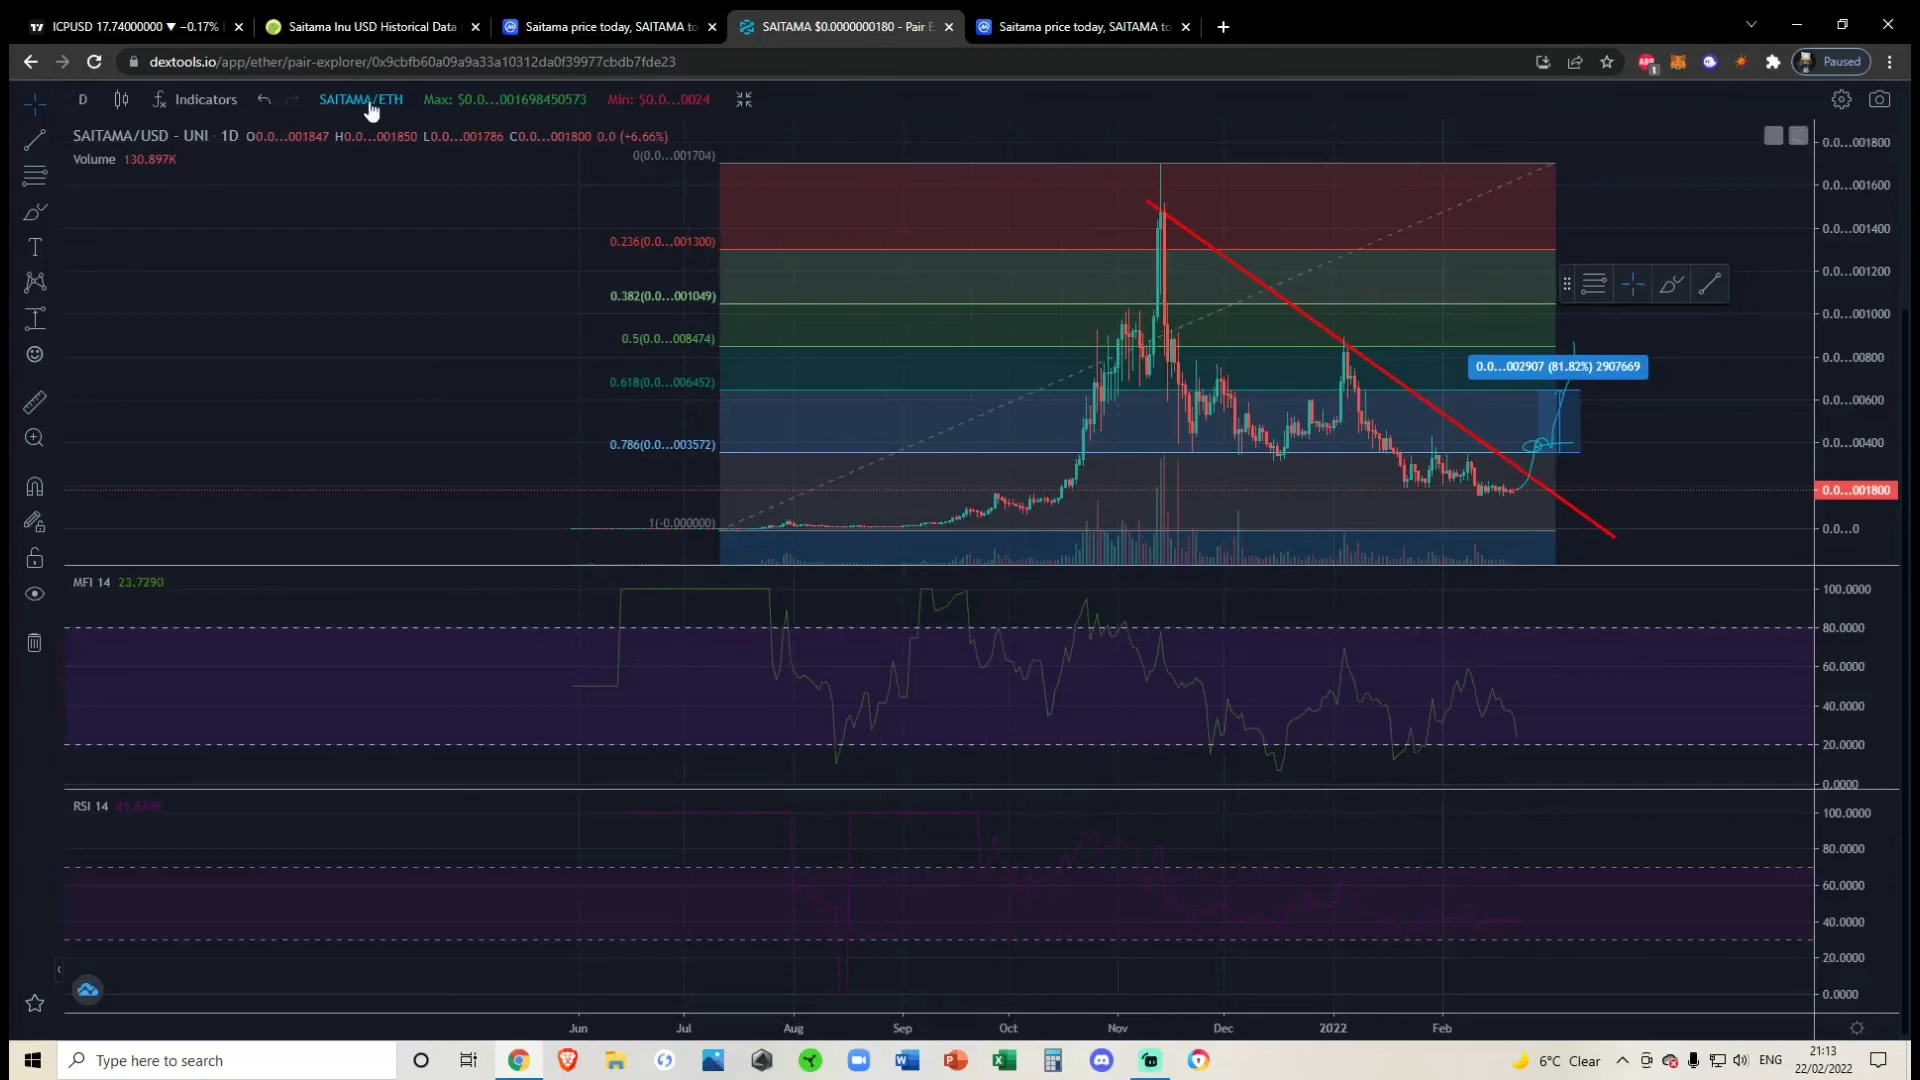 ICPUSD 17.74000000 ▼ −0.17%
Saitama Inu USD Historical Data
Saitama price today, SAITAMA to
SAITAMA $0.0000000180 - Pair E
Saitama price today, SAITAMA to
dextools.io/app/ether/pair-explorer/0x9cbfb60a09a9a33a10312da0f39977cbdb7fde23
ABP
1
Paused
D
Indicators
SAITAMA/ETH
Max: $0.0...001698450573
Min: $0.0...0024
SAITAMA/USD - UNI 1D O0.0...001847 H0.0...001850 L0.0...001786 C0.0...001800 0.0 (+6.66%)
Volume 130.897K
0(0.0...001704)
0.236(0.0...001300)
0.382(0.0...001049)
0.5(0.0...008474)
0.618(0.0...006452)
0.786(0.0...003572)
1(-0.000000)
0.0...002907 (81.82%) 2907669
0.0...001800
0.0...001600
0.0...001400
0.0...001200
0.0...001000
0.0...00800
0.0...00600
0.0...00400
0.0...001800
0.0...0
MFI 14 23.7290
100.0000
80.0000
60.0000
40.0000
20.0000
0.0000
RSI 14
100.0000
80.0000
60.0000
40.0000
20.0000
0.0000
Jun
Jul
Aug
Sep
Oct
Nov
Dec
2022
Feb
Type here to search
6°C Clear
ENG
21:13
22/02/2022